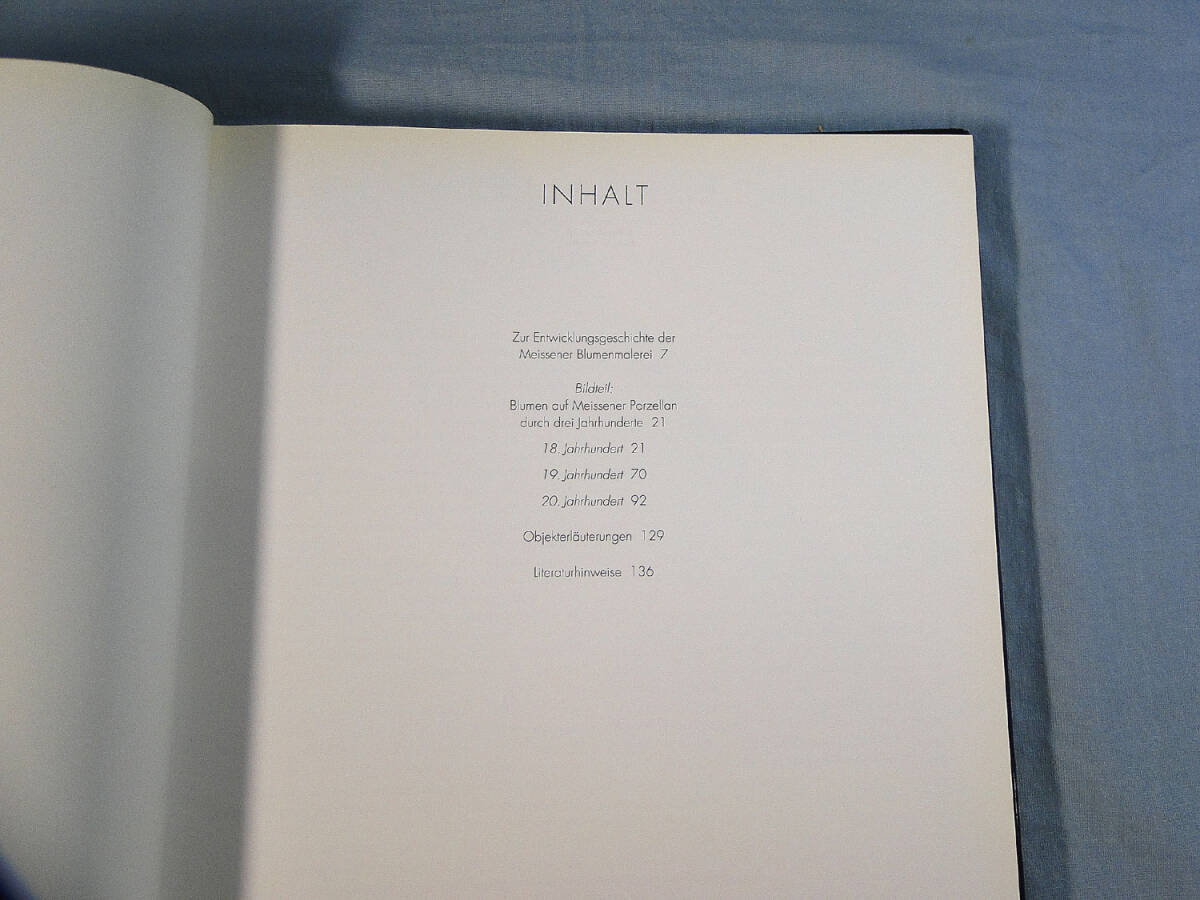 INHALT
Zur Entwicklungsgeschichte der
Meissener Blumenmalerei 7
Bildteil:
Blumen auf Meissener Porzellan
durch drei Jahrhunderte 21
18. Jahrhundert 21
19. Jahrhundert 70
20. Jahrhundert 92
Objekterläuterungen 129
Literaturhinweise 136